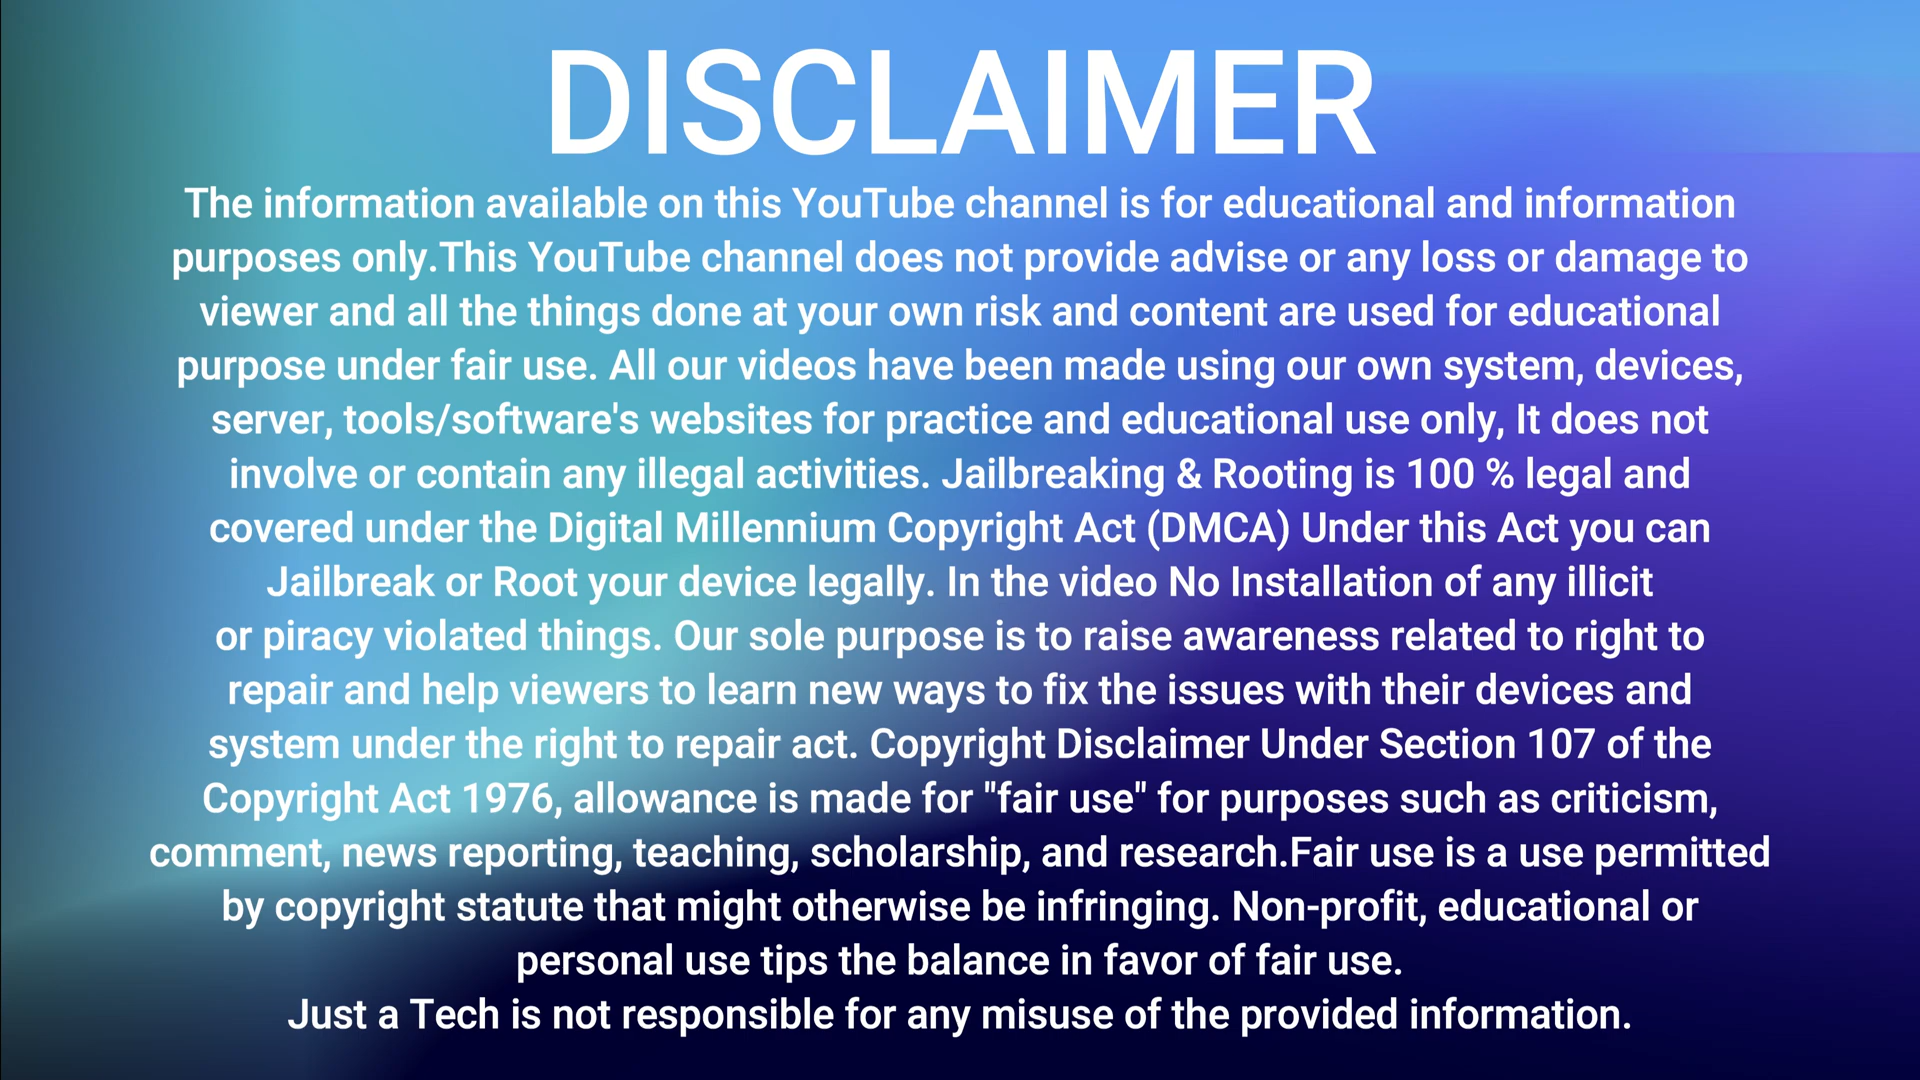 DISCLAIMER
The information available on this YouTube channel is for educational and information
purposes only.This YouTube channel does not provide advise or any loss or damage to
viewer and all the things done at your own risk and content are used for educational
purpose under fair use. All our videos have been made using our own system, devices,
server, tools/software's websites for practice and educational use only, It does not
involve or contain any illegal activities. Jailbreaking & Rooting is 100 % legal and
covered under the Digital Millennium Copyright Act (DMCA) Under this Act you can
Jailbreak or Root your device legally. In the video No Installation of any illicit
or piracy violated things. Our sole purpose is to raise awareness related to right to
repair and help viewers to learn new ways to fix the issues with their devices and
system under the right to repair act. Copyright Disclaimer Under Section 107 of the
Copyright Act 1976, allowance is made for "fair use" for purposes such as criticism,
comment, news reporting, teaching, scholarship, and research.Fair use is a use permitted
by copyright statute that might otherwise be infringing. Non-profit, educational or
personal use tips the balance in favor of fair use.
Just a Tech is not responsible for any misuse of the provided information.